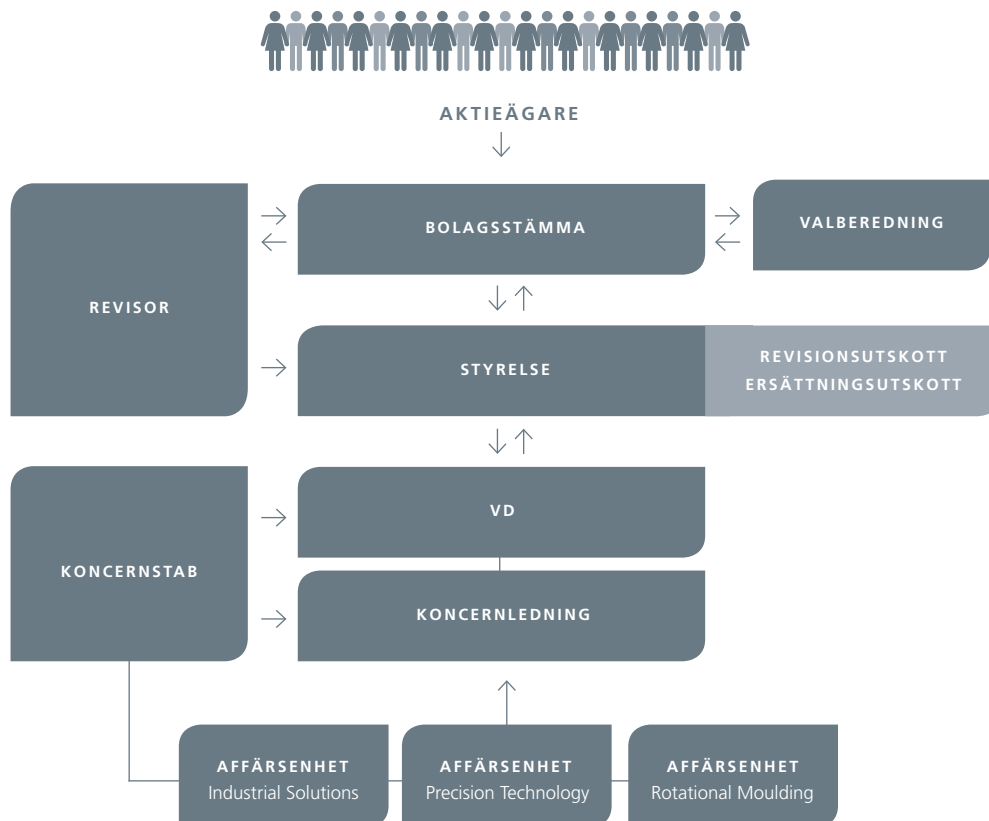 AKTIEÄGARE
BOLAGSSTÄMMA
VALBEREDNING
REVISOR
STYRELSE
REVISIONSUTSKOTT
ERSÄTTNINGSUTSKOTT
VD
KONCERNSTAB
KONCERNLEDNING
AFFÄRSENHET
Industrial Solutions
AFFÄRSENHET
Precision Technology
AFFÄRSENHET
Rotational Moulding